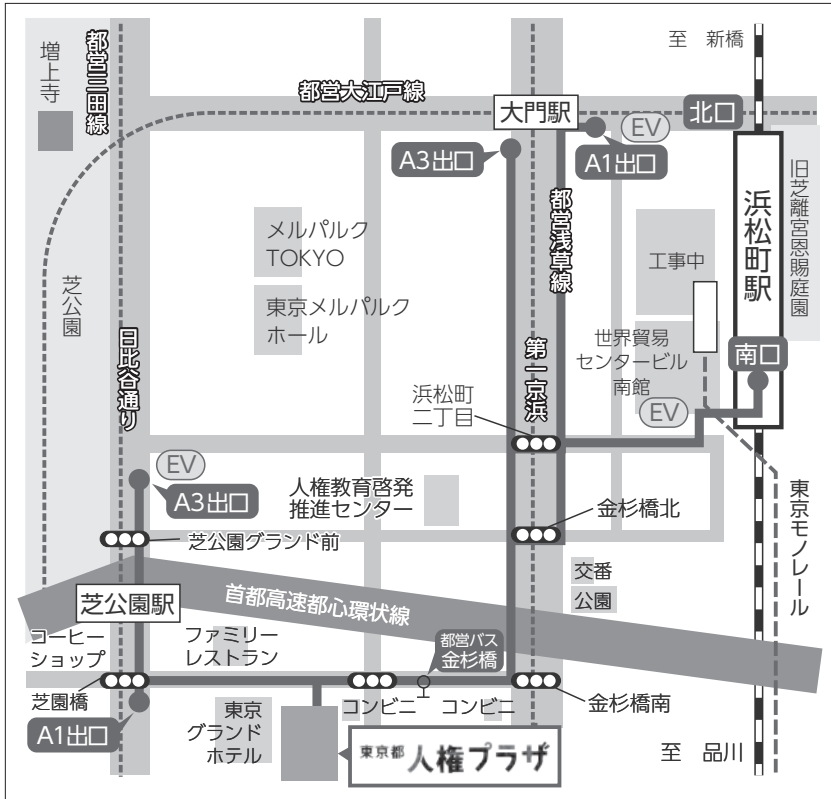 増上寺
都営三田線
都営大江戸線
大門駅
至 新橋
北口
EV
A3出口
A1出口
都営浅草線
浜松町駅
旧芝離宮恩賜庭園
メルパルク
TOKYO
工事中
芝公園
東京メルパルク
ホール
日比谷通り
第一京浜
世界貿易
センタービル
南館
南口
浜松町
二丁目
EV
EV
A3出口
人権教育啓発
推進センター
金杉橋北
東京モノレール
芝公園グランド前
交番
公園
芝公園駅
首都高速都心環状線
コーヒー
ショップ
ファミリー
レストラン
都営バス
金杉橋
芝園橋
コンビニ
コンビニ
金杉橋南
A1出口
東京
グランド
ホテル
東京都 人権プラザ
至 品川